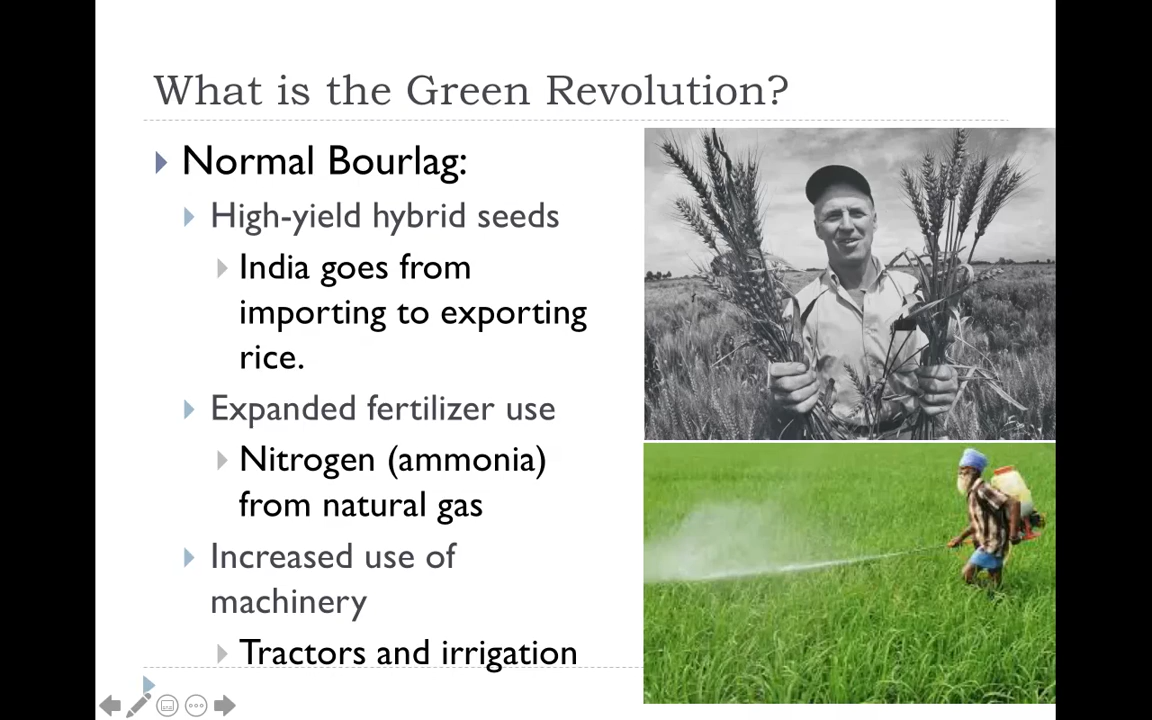 What is the Green Revolution?
Normal Bourlag:
High-yield hybrid seeds
India goes from
importing to exporting
rice.
Expanded fertilizer use
Nitrogen (ammonia)
from natural gas
Increased use of
machinery
Tractors and irrigation